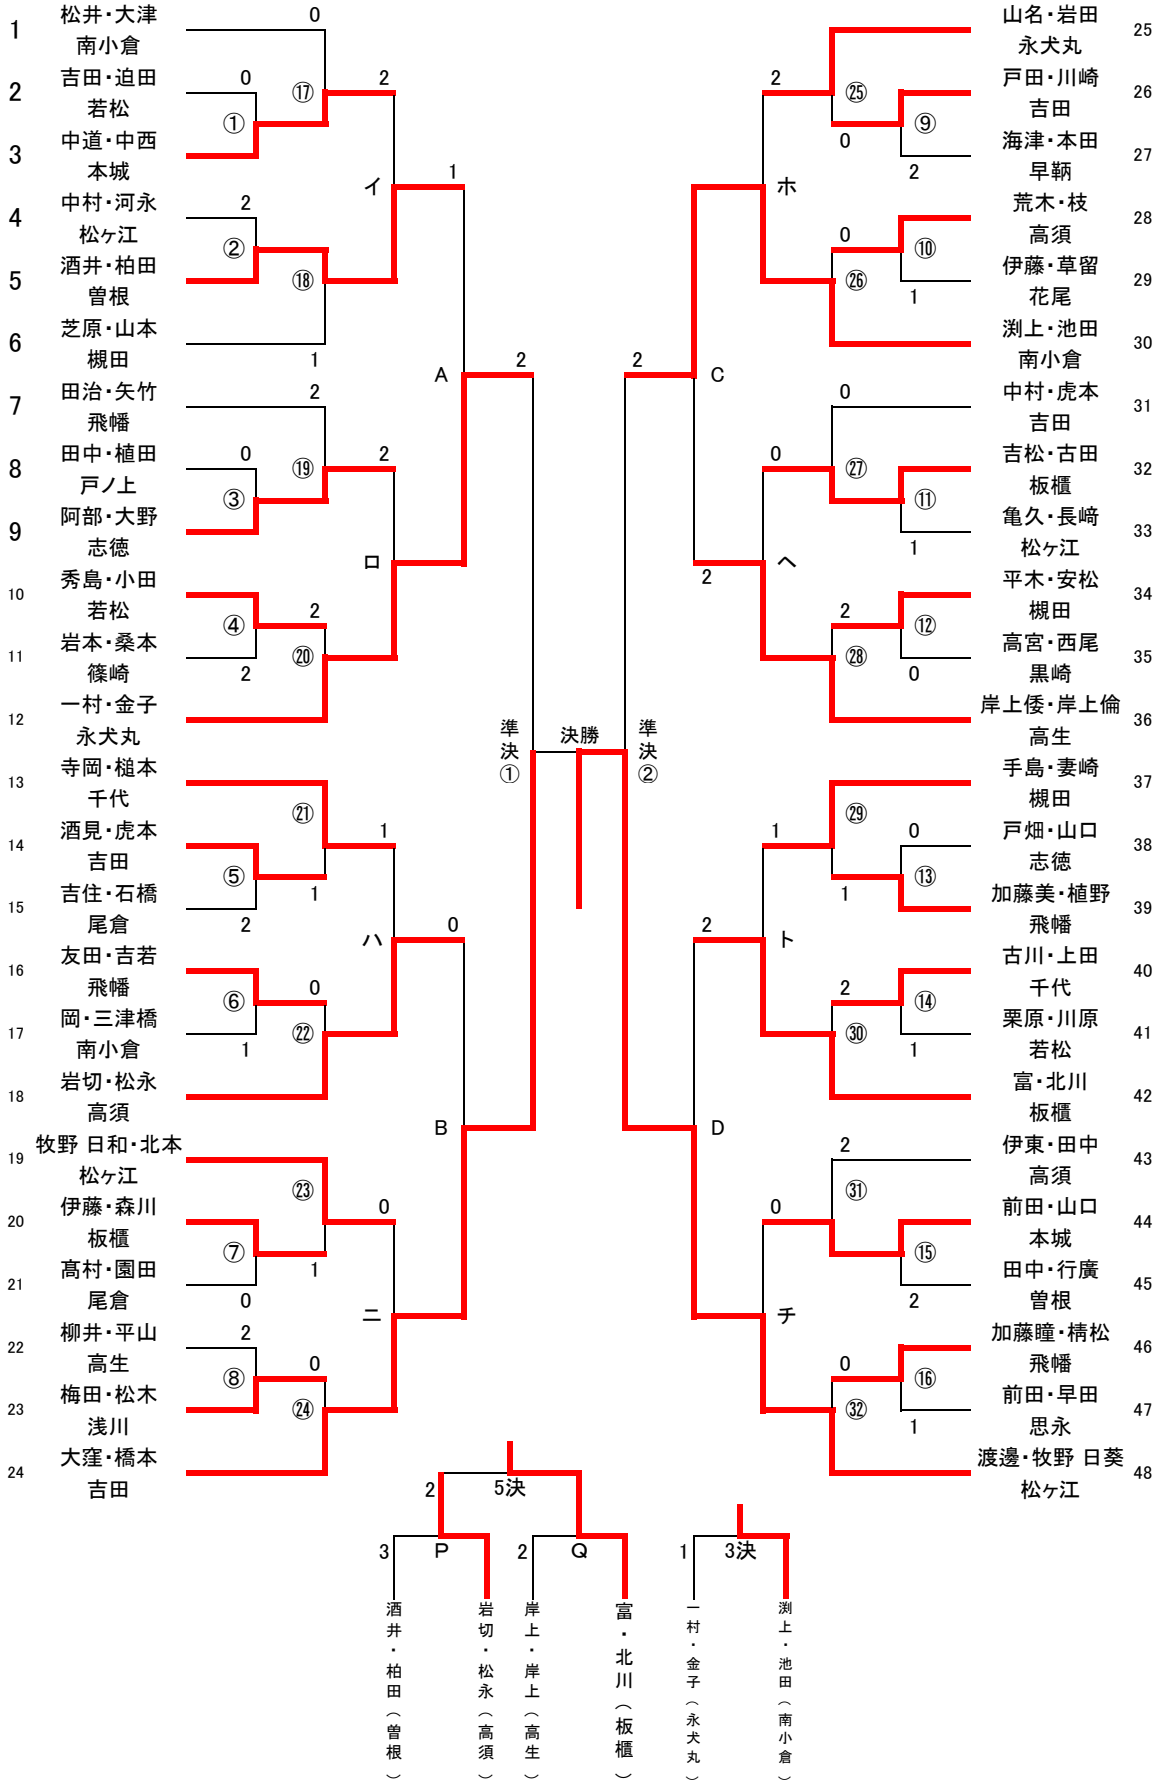 1 松井・大津 0
南小倉
2 吉田・迫田 0 ⑰ 2
若松
①
3 中道・中西
本城 イ 1
4 中村・河永 2
松ヶ江
②
5 酒井・柏田 ⑱
曽根
6 芝原・山本
槻田 1
A 2
7 田治・矢竹 2
飛幡
8 田中・植田 0 ⑲ 2
戸ノ上
③
9 阿部・大野
志徳
ロ
10 秀島・小田
若松 ④ 2
11 岩本・桑本 ⑳
篠崎 2
12 一村・金子
永犬丸
準決①
13 寺岡・槌本
千代 ㉑
14 酒見・虎本 1
吉田
⑤
15 吉住・石橋 1
尾倉 2
ハ 0
16 友田・吉若
飛幡 ⑥ 0
17 岡・三津橋 ㉒
南小倉 1
18 岩切・松永
高須
B
19 牧野 日和・北本
松ヶ江 ㉓
20 伊藤・森川 0
板櫃
⑦
21 髙村・園田 1
尾倉 0
ニ
22 柳井・平山 2
高生
⑧ 0
23 梅田・松木 ㉔
浅川
24 大窪・橋本
吉田
決勝
山名・岩田 25
永犬丸
2 ㉕ 戸田・川崎 26
吉田
⑨
0 海津・本田 27
2 早鞆
ホ
荒木・枝 28
0 ⑩ 高須
㉖ 伊藤・草留 29
1 花尾
渕上・池田 30
南小倉
2 C
0 中村・虎本 31
吉田
0 ㉗ 吉松・古田 32
板櫃
⑪
亀久・長﨑 33
1 松ヶ江
2 ヘ
平木・安松 34
2 ⑫ 槻田
㉘ 高宮・西尾 35
0 黒崎
岸上倭・岸上倫 36
高生
準決②
手島・妻崎 37
㉙ 槻田
1 0 戸畑・山口 38
志徳
⑬
1 加藤美・植野 39
飛幡
2 ト
古川・上田 40
2 ⑭ 千代
㉚ 栗原・川原 41
1 若松
富・北川 42
板櫃
D
2 伊東・田中 43
㉛ 高須
0 前田・山口 44
本城
⑮
田中・行廣 45
2 曽根
チ
加藤瞳・楕松 46
0 ⑯ 飛幡
㉜ 前田・早田 47
1 思永
渡邊・牧野 日葵 48
松ヶ江
2 5決
3 P 2 Q 1 3決
酒井・柏田（曽根）
岩切・松永（高須）
岸上・岸上（高生）
富・北川（板櫃）
一村・金子（永犬丸）
渕上・池田（南小倉）